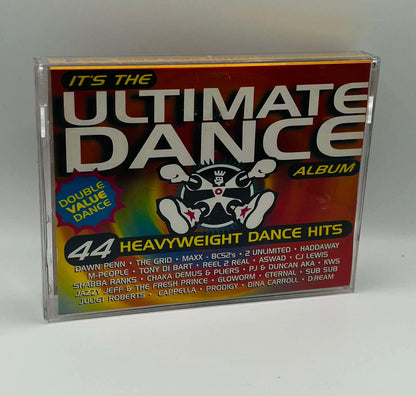 IT'S THE
ULTIMATE
DANCE
ALBUM
DOUBLE
VALUE
DANCE
44 HEAVYWEIGHT DANCE HITS
DAWN PENN • THE GRID • MAXX • BC52's • 2 UNLIMITED • HADDAWAY
M-PEOPLE • TONY DI BART • REEL 2 REAL • ASWAD • CJ LEWIS
SHABBA RANKS • CHAKA DEMUS & PLIERS • PJ & DUNCAN AKA • KWS
JAZZY JEFF & THE FRESH PRINCE • GLOWORM • ETERNAL • SUB SUB
JULIET ROBERTS • CAPPELLA • PRODIGY • DINA CARROLL • D:REAM